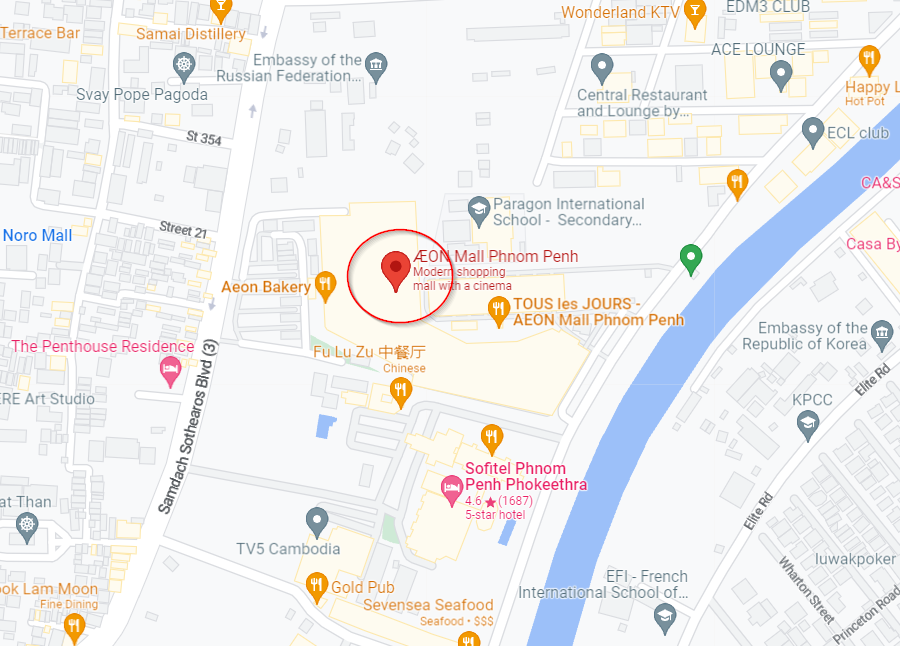 Wonderland KTV
EDM3 CLUB
Terrace Bar
Samai Distillery
ACE LOUNGE
Embassy of the
Russian Federation...
Svay Pope Pagoda
Central Restaurant
and Lounge by...
Happy L
Hot Pot
St 354
ECL club
CA&S
Paragon International
School - Secondary...
Street 21
Noro Mall
Casa By
ÆON Mall Phnom Penh
Modern shopping
mall with a cinema
Aeon Bakery
TOUS les JOURS -
AEON Mall Phnom Penh
Embassy of the
Republic of Korea
The Penthouse Residence
Fu Lu Zu 中餐厅
Chinese
Elite Rd
ERE Art Studio
KPCC
Samdach Sothearos Blvd (3)
Sofitel Phnom
Penh Phokeethra
4.6 ★ (1687)
5-star hotel
at Than
Elite Rd
TV5 Cambodia
luwakpoker
EFI - French
International School of...
Wharton Street
Princeton Road
ook Lam Moon
Fine Dining
Gold Pub
Sevensea Seafood
Seafood • $$$